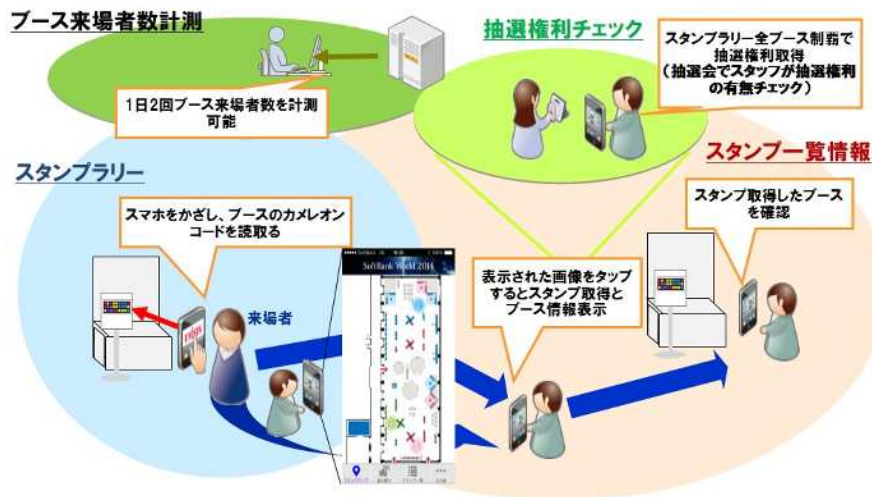 ブース来場者数計測
1日2回ブース来場者数を計測
可能
抽選権利チェック
スタンプラリー全ブース制覇で
抽選権利取得
(抽選会でスタッフが抽選権利
の有無チェック)
スタンプラリー
スマホをかざし、ブースのカメレオン
コードを読取る
来場者
SoftBank World 2014
表示された画像をタップ
するとスタンプ取得と
ブース情報表示
スタンプ一覧情報
スタンプ取得したブース
を確認